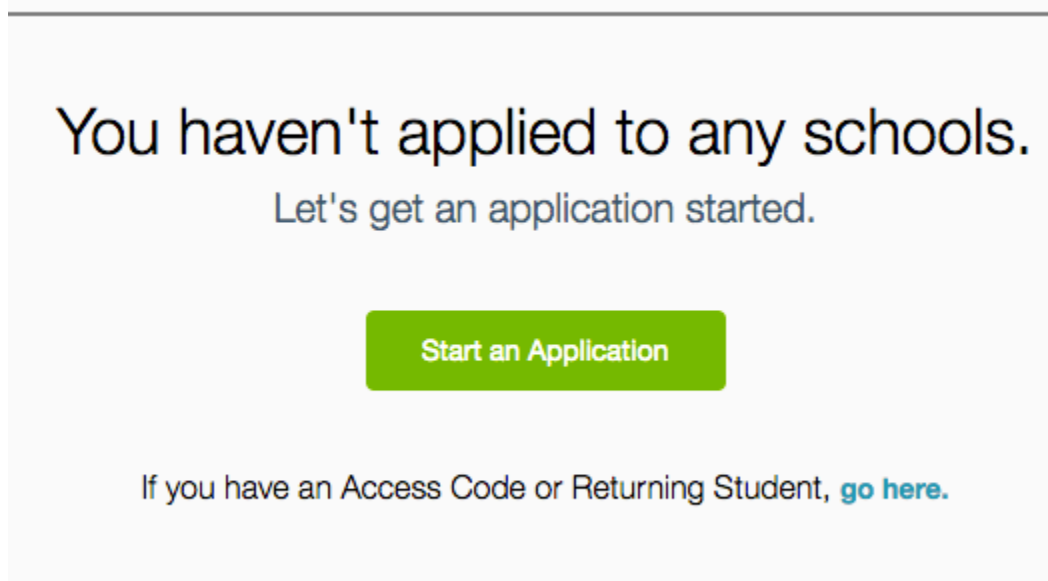 You haven't applied to any schools.
Let's get an application started.
Start an Application
If you have an Access Code or Returning Student, go here.